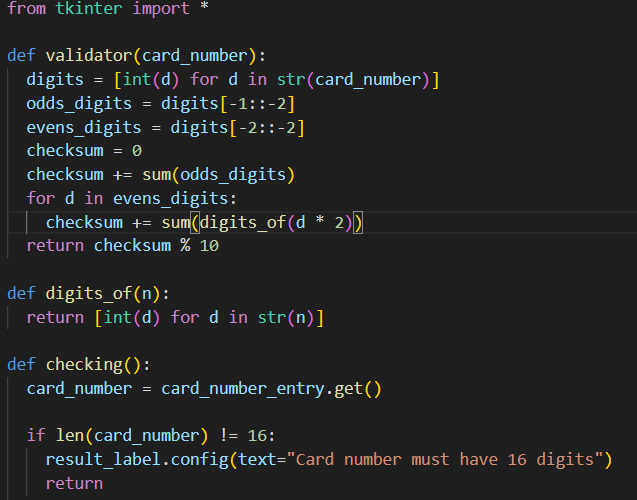 from tkinter import *
def validator(card_number):
digits = [int(d) for d in str(card_number)]
odds_digits = digits[-1::-2]
evens_digits = digits[-2::-2]
checksum = 0
checksum += sum(odds_digits)
for d in evens_digits:
checksum += sum(digits_of(d * 2))
return checksum % 10
def digits_of(n):
return [int(d) for d in str(n)]
def checking():
card_number = card_number_entry.get()
if len(card_number) != 16:
result_label.config(text="Card number must have 16 digits")
return